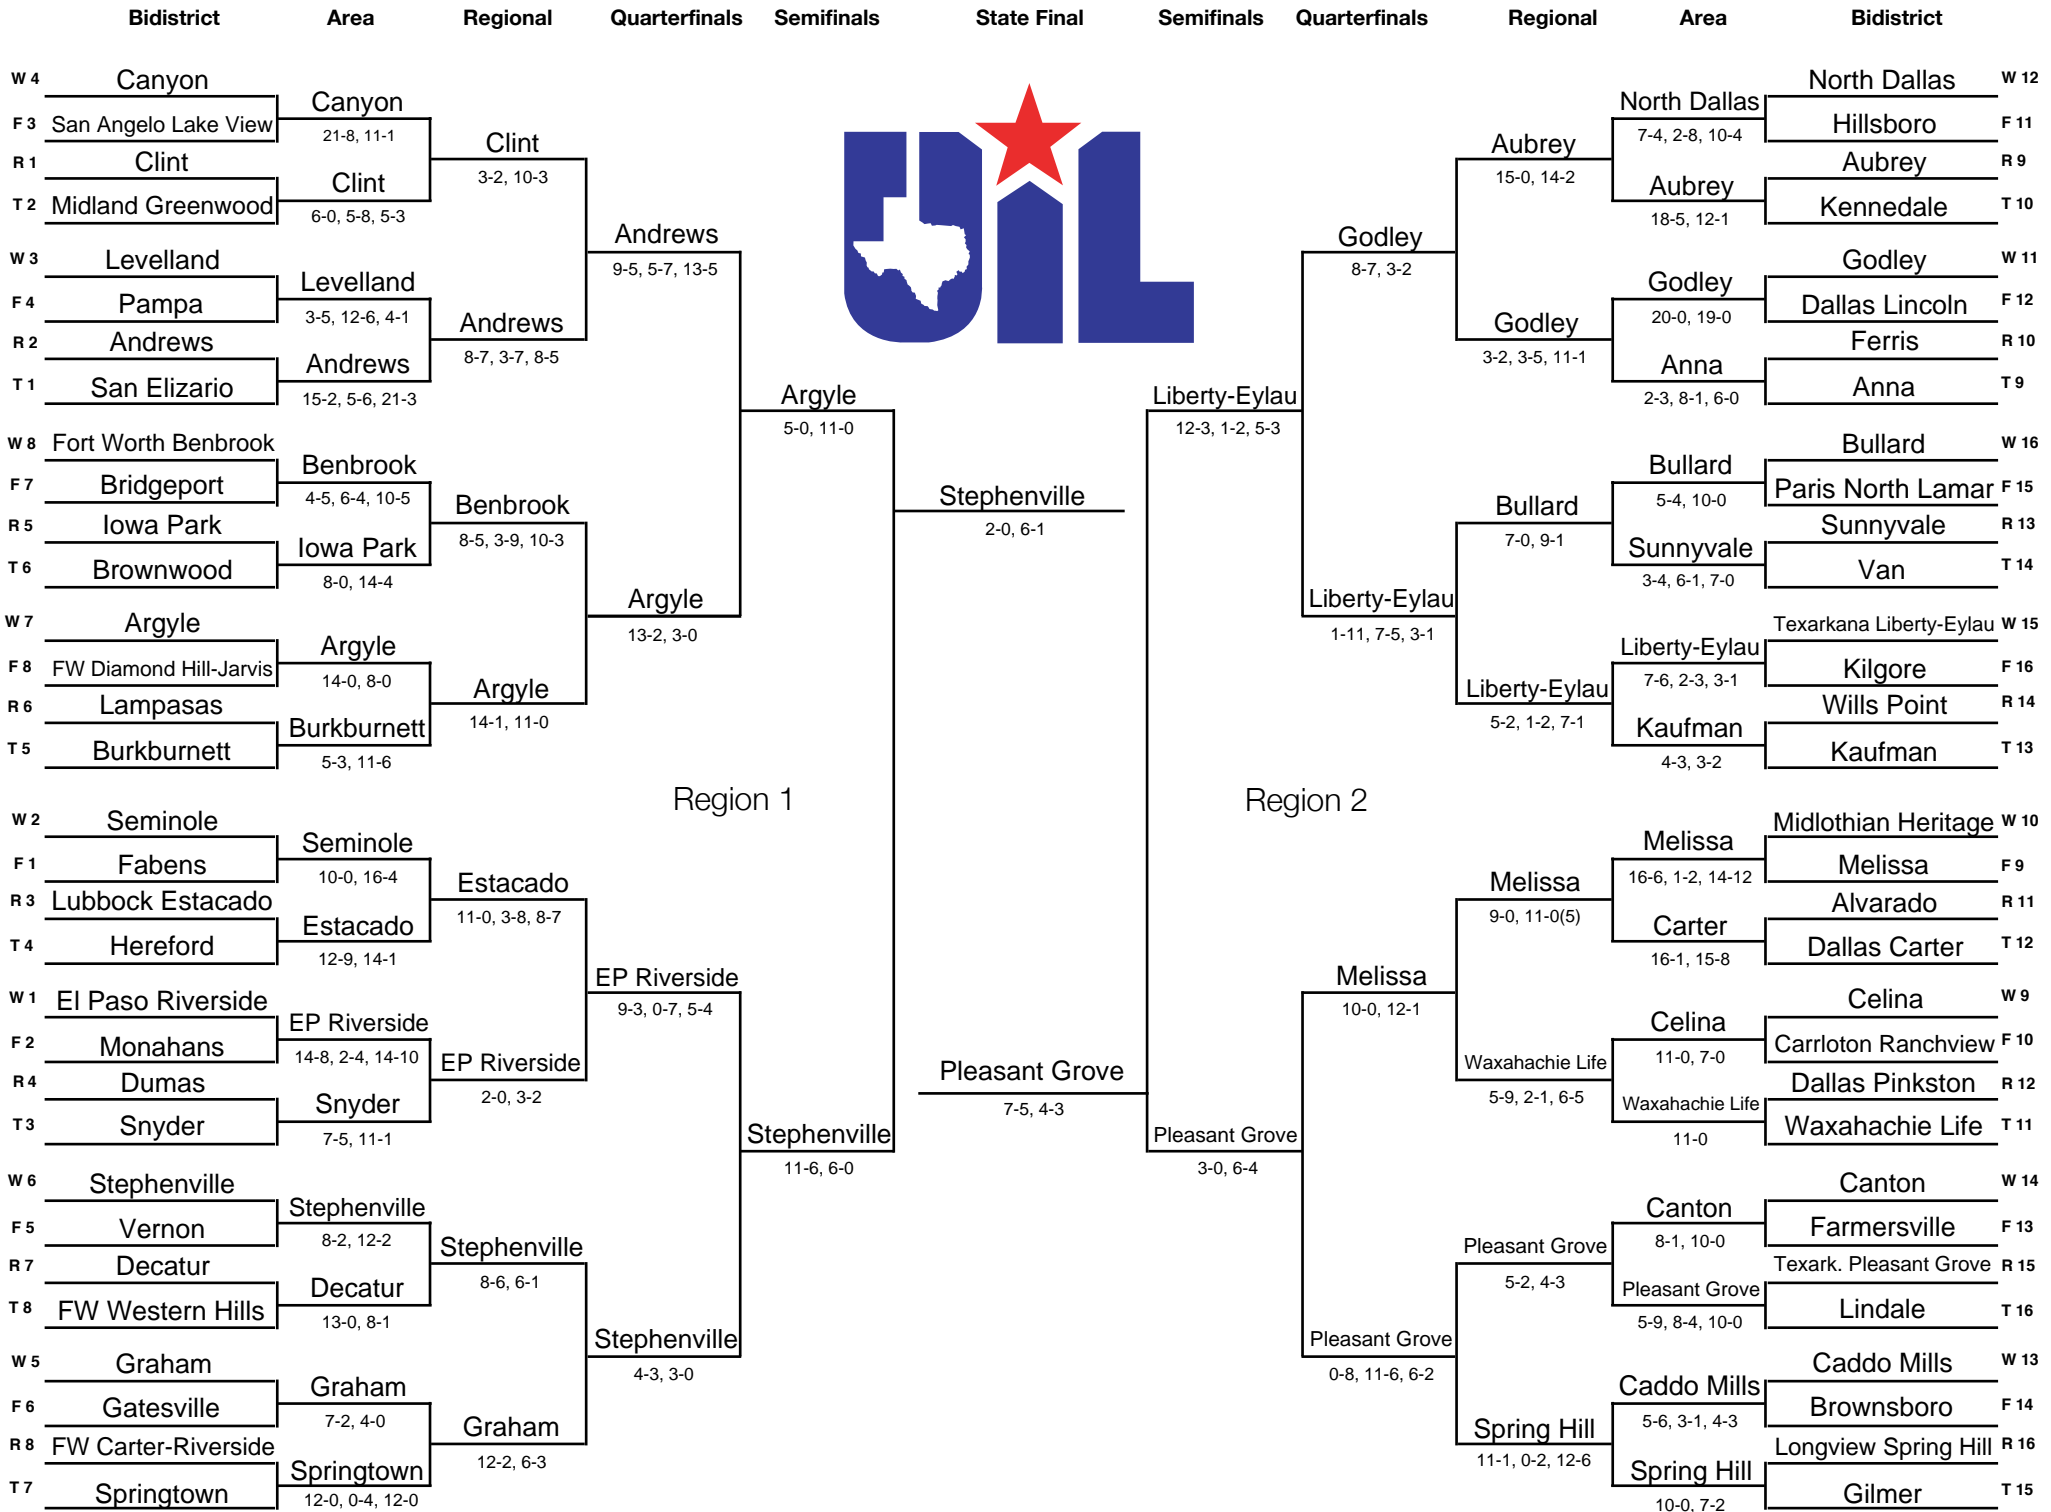 Bidistrict Area Regional Quarterfinals Semifinals State Final Semifinals Quarterfinals Regional Area Bidistrict
W 4 Canyon
F 3 San Angelo Lake View
R 1 Clint
T 2 Midland Greenwood
W 3 Levelland
F 4 Pampa
R 2 Andrews
T 1 San Elizario
W 8 Fort Worth Benbrook
F 7 Bridgeport
R 5 Iowa Park
T 6 Brownwood
W 7 Argyle
F 8 FW Diamond Hill-Jarvis
R 6 Lampasas
T 5 Burkburnett
W 2 Seminole
F 1 Fabens
R 3 Lubbock Estacado
T 4 Hereford
W 1 El Paso Riverside
F 2 Monahans
R 4 Dumas
T 3 Snyder
W 6 Stephenville
F 5 Vernon
R 7 Decatur
T 8 FW Western Hills
W 5 Graham
F 6 Gatesville
R 8 FW Carter-Riverside
T 7 Springtown
Canyon
21-8, 11-1
Clint
6-0, 5-8, 5-3
Levelland
3-5, 12-6, 4-1
Andrews
15-2, 5-6, 21-3
Benbrook
4-5, 6-4, 10-5
Iowa Park
8-0, 14-4
Argyle
14-0, 8-0
Burkburnett
5-3, 11-6
Seminole
10-0, 16-4
Estacado
12-9, 14-1
EP Riverside
14-8, 2-4, 14-10
Snyder
7-5, 11-1
Stephenville
8-2, 12-2
Decatur
13-0, 8-1
Graham
7-2, 4-0
Springtown
12-0, 0-4, 12-0
Clint
3-2, 10-3
Andrews
8-7, 3-7, 8-5
Benbrook
8-5, 3-9, 10-3
Argyle
14-1, 11-0
Estacado
11-0, 3-8, 8-7
EP Riverside
2-0, 3-2
Stephenville
8-6, 6-1
Graham
12-2, 6-3
Andrews
9-5, 5-7, 13-5
Argyle
13-2, 3-0
EP Riverside
9-3, 0-7, 5-4
Stephenville
4-3, 3-0
Region 1
Argyle
5-0, 11-0
Stephenville
11-6, 6-0
UIL
Stephenville
2-0, 6-1
Pleasant Grove
7-5, 4-3
Liberty-Eylau
12-3, 1-2, 5-3
Pleasant Grove
3-0, 6-4
Region 2
Godley
8-7, 3-2
Liberty-Eylau
1-11, 7-5, 3-1
Melissa
10-0, 12-1
Pleasant Grove
0-8, 11-6, 6-2
Aubrey
15-0, 14-2
Godley
3-2, 3-5, 11-1
Bullard
7-0, 9-1
Liberty-Eylau
5-2, 1-2, 7-1
Melissa
9-0, 11-0(5)
Waxahachie Life
5-9, 2-1, 6-5
Pleasant Grove
5-2, 4-3
Spring Hill
11-1, 0-2, 12-6
North Dallas
7-4, 2-8, 10-4
Aubrey
18-5, 12-1
Godley
20-0, 19-0
Anna
2-3, 8-1, 6-0
Bullard
5-4, 10-0
Sunnyvale
3-4, 6-1, 7-0
Liberty-Eylau
7-6, 2-3, 3-1
Kaufman
4-3, 3-2
Melissa
16-6, 1-2, 14-12
Carter
16-1, 15-8
Celina
11-0, 7-0
Waxahachie Life
11-0
Canton
8-1, 10-0
Pleasant Grove
5-9, 8-4, 10-0
Caddo Mills
5-6, 3-1, 4-3
Spring Hill
10-0, 7-2
North Dallas W 12
Hillsboro F 11
Aubrey R 9
Kennedale T 10
Godley W 11
Dallas Lincoln F 12
Ferris R 10
Anna T 9
Bullard W 16
Paris North Lamar F 15
Sunnyvale R 13
Van T 14
Texarkana Liberty-Eylau W 15
Kilgore F 16
Wills Point R 14
Kaufman T 13
Midlothian Heritage W 10
Melissa F 9
Alvarado R 11
Dallas Carter T 12
Celina W 9
Carrloton Ranchview F 10
Dallas Pinkston R 12
Waxahachie Life T 11
Canton W 14
Farmersville F 13
Texark. Pleasant Grove R 15
Lindale T 16
Caddo Mills W 13
Brownsboro F 14
Longview Spring Hill R 16
Gilmer T 15